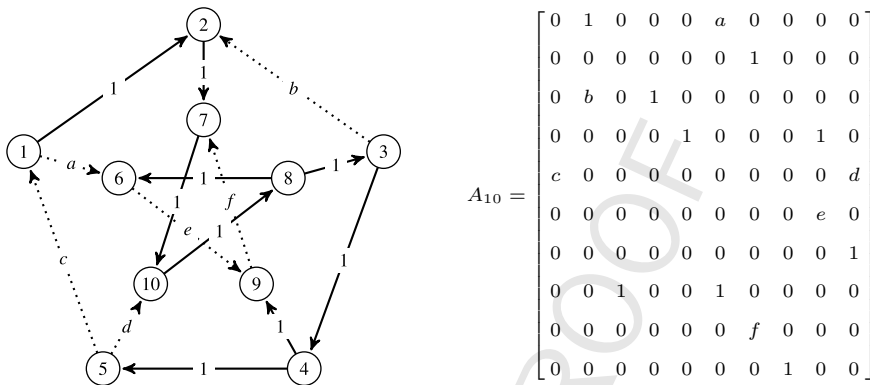 2
1
1
b
7
1
3
a
6
1
8
1
1
f
e
1
1
c
10
9
d
1
5
1
4
A10 =
0 1 0 0 0 a 0 0 0 0
0 0 0 0 0 0 1 0 0 0
0 b 0 1 0 0 0 0 0 0
0 0 0 0 1 0 0 0 1 0
c 0 0 0 0 0 0 0 0 d
0 0 0 0 0 0 0 0 e 0
0 0 0 0 0 0 0 0 0 1
0 0 1 0 0 1 0 0 0 0
0 0 0 0 0 0 f 0 0 0
0 0 0 0 0 0 0 1 0 0
OOF